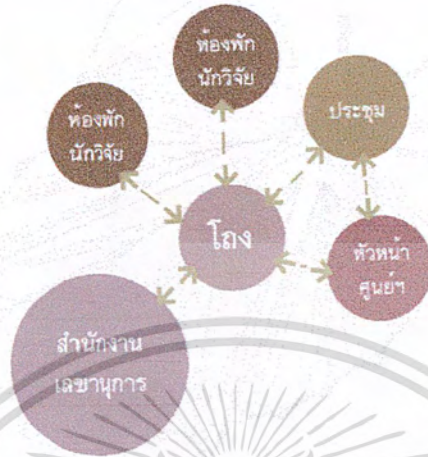 ห้องพัก
นักวิจัย
ห้องพัก
นักวิจัย
ประชุม
โถง
หัวหน้า
ศูนย์ฯ
สำนักงาน
เลขานุการ